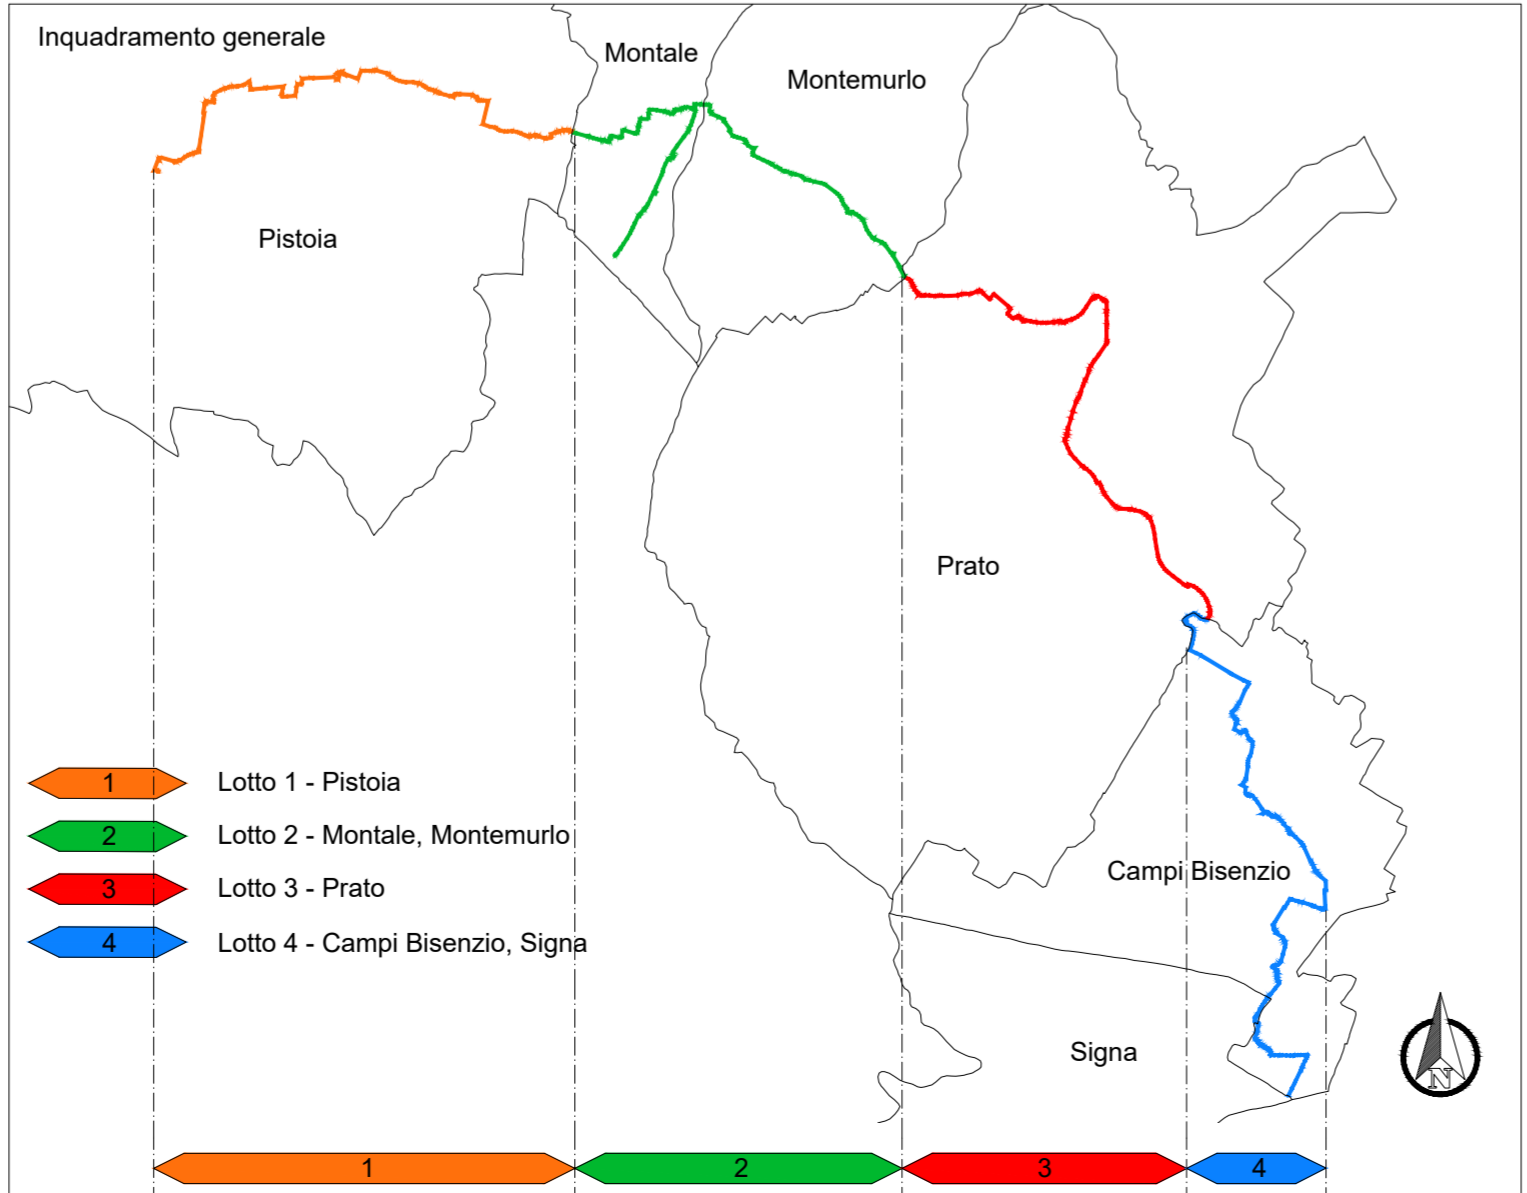 Inquadramento generale
Montale
Montemurlo
Pistoia
Prato
1 Lotto 1 - Pistoia
2 Lotto 2 - Montale, Montemurlo
3 Lotto 3 - Prato
4 Lotto 4 - Campi Bisenzio, Signa
Campi Bisenzio
Signa
N
1 2 3 4